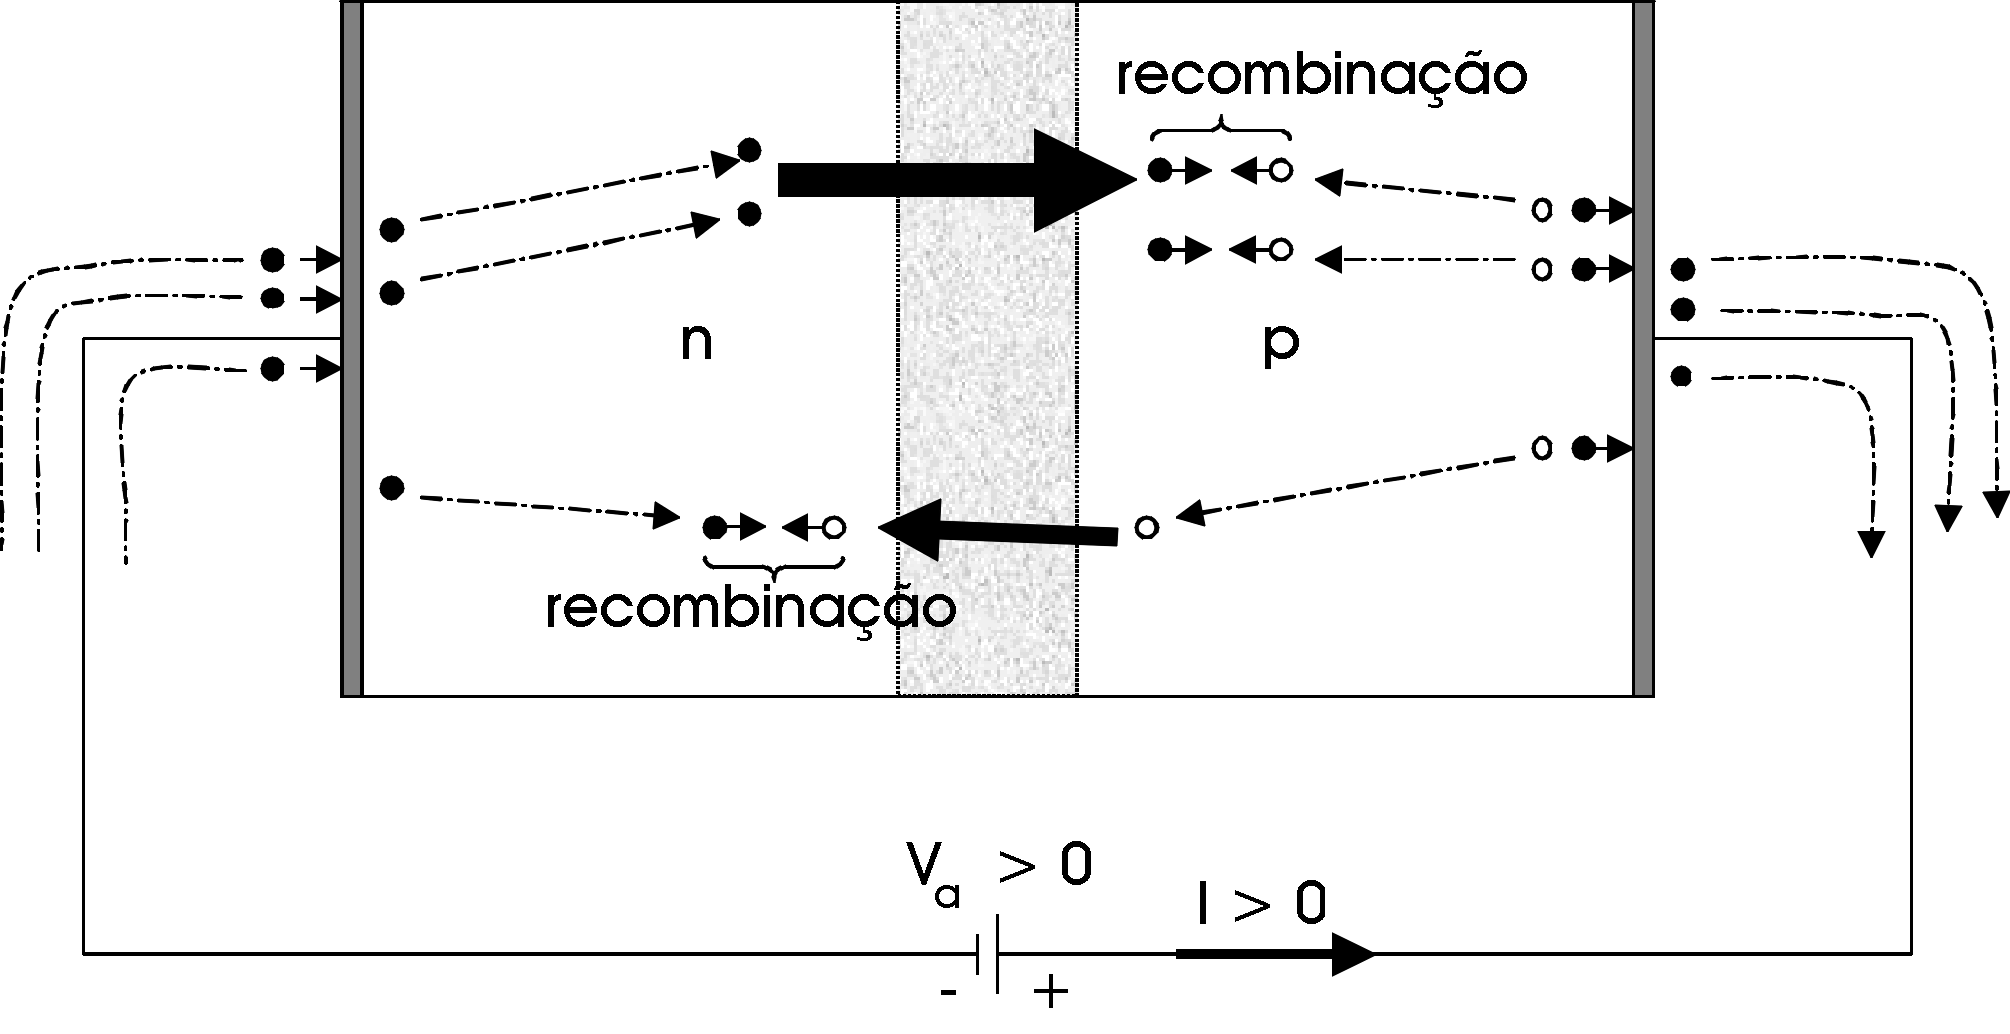 recombinação
n
p
recombinação
Va > 0
I > 0
- +